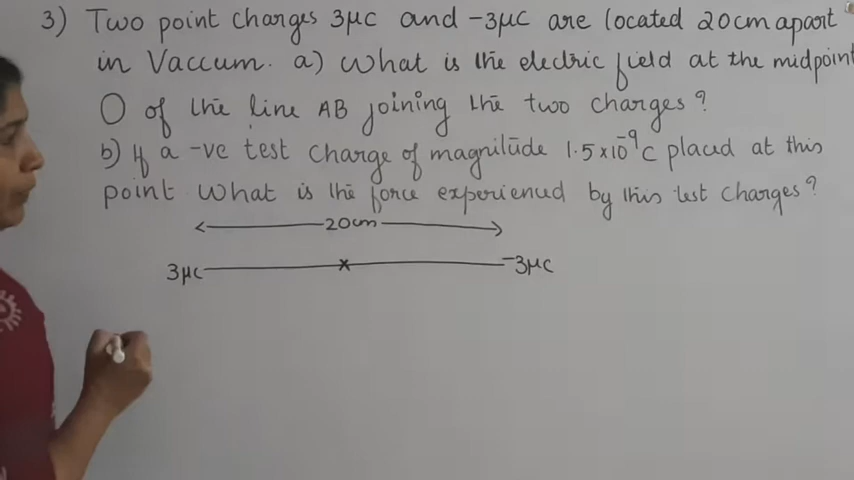 3) Two point charges 3μc and -3μc are located 20cm apart
in Vaccum. a) What is the electric field at the midpoint
O of the line AB joining the two charges?
b) If a -ve test charge of magnitude 1.5×10⁻⁹c placed at this
point What is the force experienced by this test charges?
20cm
3μc -3μc